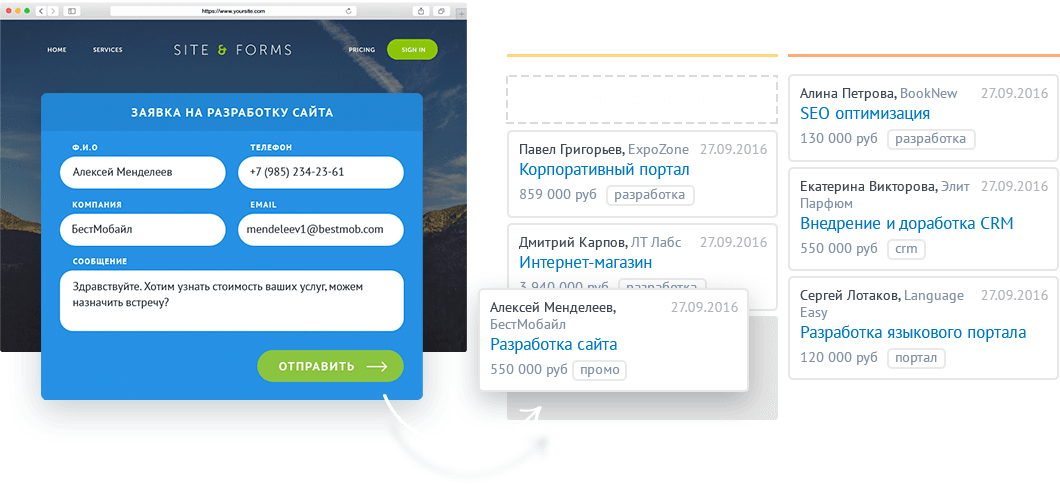 https://www.yoursite.com
HOME
SERVICES
SITE & FORMS
PRICING
SIGN IN
ЗАЯВКА НА РАЗРАБОТКУ САЙТА
Ф.И.О
ТЕЛЕФОН
Алексей Менделеев
+7 (985) 234-23-61
КОМПАНИЯ
EMAIL
БестМобайл
mendeleev1@bestmob.com
СООБЩЕНИЕ
Здравствуйте. Хотим узнать стоимость ваших услуг, можем
назначить встречу?
ОТПРАВИТЬ
Павел Григорьев, ExpoZone 27.09.2016
Корпоративный портал
859 000 руб разработка
Дмитрий Карпов, ЛТ Лабс 27.09.2016
Интернет-магазин
3 940 000 руб разработка
Алексей Менделеев, 27.09.2016
БестМобайл
Разработка сайта
550 000 руб промо
Алина Петрова, BookNew 27.09.2016
SEO оптимизация
130 000 руб разработка
Екатерина Викторова, Элит 27.09.2016
Парфюм
Внедрение и доработка CRM
550 000 руб crm
Сергей Лотаков, Language 27.09.2016
Easy
Разработка языкового портала
120 000 руб портал